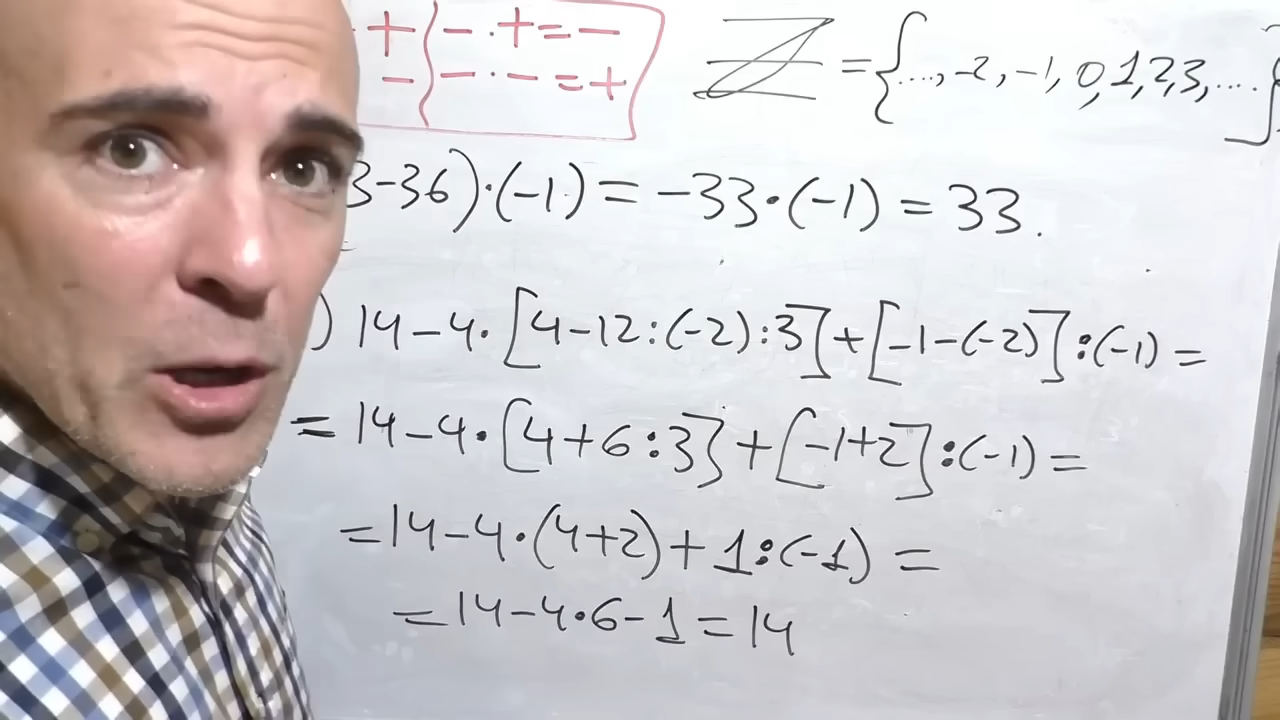 + - · + = -
- - · - = +
ℤ = {...., -2, -1, 0, 1, 2, 3, ....}
3-36)·(-1) = -33·(-1) = 33.
) 14-4·[4-12:(-2):3]+[-1-(-2)]:(-1) =
= 14-4·[4+6:3]+[-1+2]:(-1) =
= 14-4·(4+2)+1:(-1) =
= 14-4·6-1 = 14